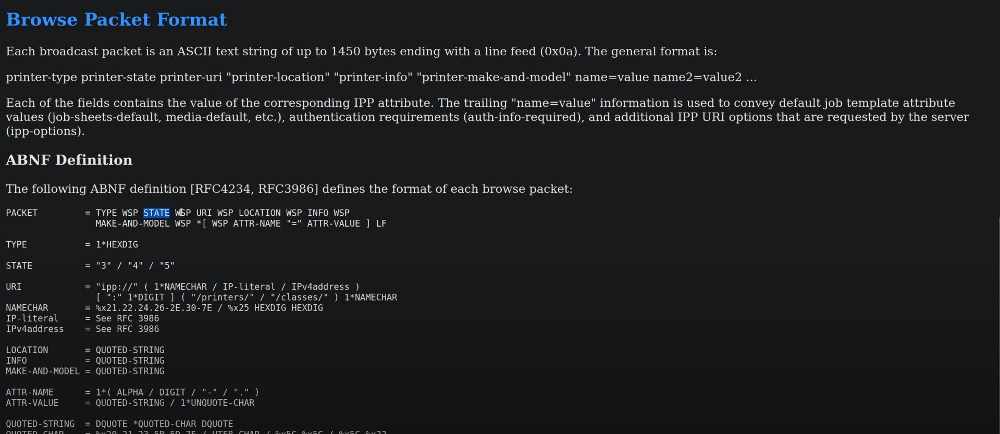 Browse Packet Format
Each broadcast packet is an ASCII text string of up to 1450 bytes ending with a line feed (0x0a). The general format is:
printer-type printer-state printer-uri "printer-location" "printer-info" "printer-make-and-model" name=value name2=value2 ...
Each of the fields contains the value of the corresponding IPP attribute. The trailing "name=value" information is used to convey default job template attribute
values (job-sheets-default, media-default, etc.), authentication requirements (auth-info-required), and additional IPP URI options that are requested by the server
(ipp-options).
ABNF Definition
The following ABNF definition [RFC4234, RFC3986] defines the format of each browse packet:
PACKET = TYPE WSP STATE WSP URI WSP LOCATION WSP INFO WSP
MAKE-AND-MODEL WSP *[ WSP ATTR-NAME "=" ATTR-VALUE ] LF
TYPE = 1*HEXDIG
STATE = "3" / "4" / "5"
URI = "ipp://" ( 1*NAMECHAR / IP-literal / IPv4address )
[ ":" 1*DIGIT ] ( "/printers/" / "/classes/" ) 1*NAMECHAR
NAMECHAR = %x21.22.24.26-2E.30-7E / %x25 HEXDIG HEXDIG
IP-literal = See RFC 3986
IPv4address = See RFC 3986
LOCATION = QUOTED-STRING
INFO = QUOTED-STRING
MAKE-AND-MODEL = QUOTED-STRING
ATTR-NAME = 1*( ALPHA / DIGIT / "-" / "." )
ATTR-VALUE = QUOTED-STRING / 1*UNQUOTE-CHAR
QUOTED-STRING = DQUOTE *QUOTED-CHAR DQUOTE
QUOTED-CHAR = %x20-21.23-5B.5D-7E / UTF8-CHAR / %x5C %x5C / %x5C %x22